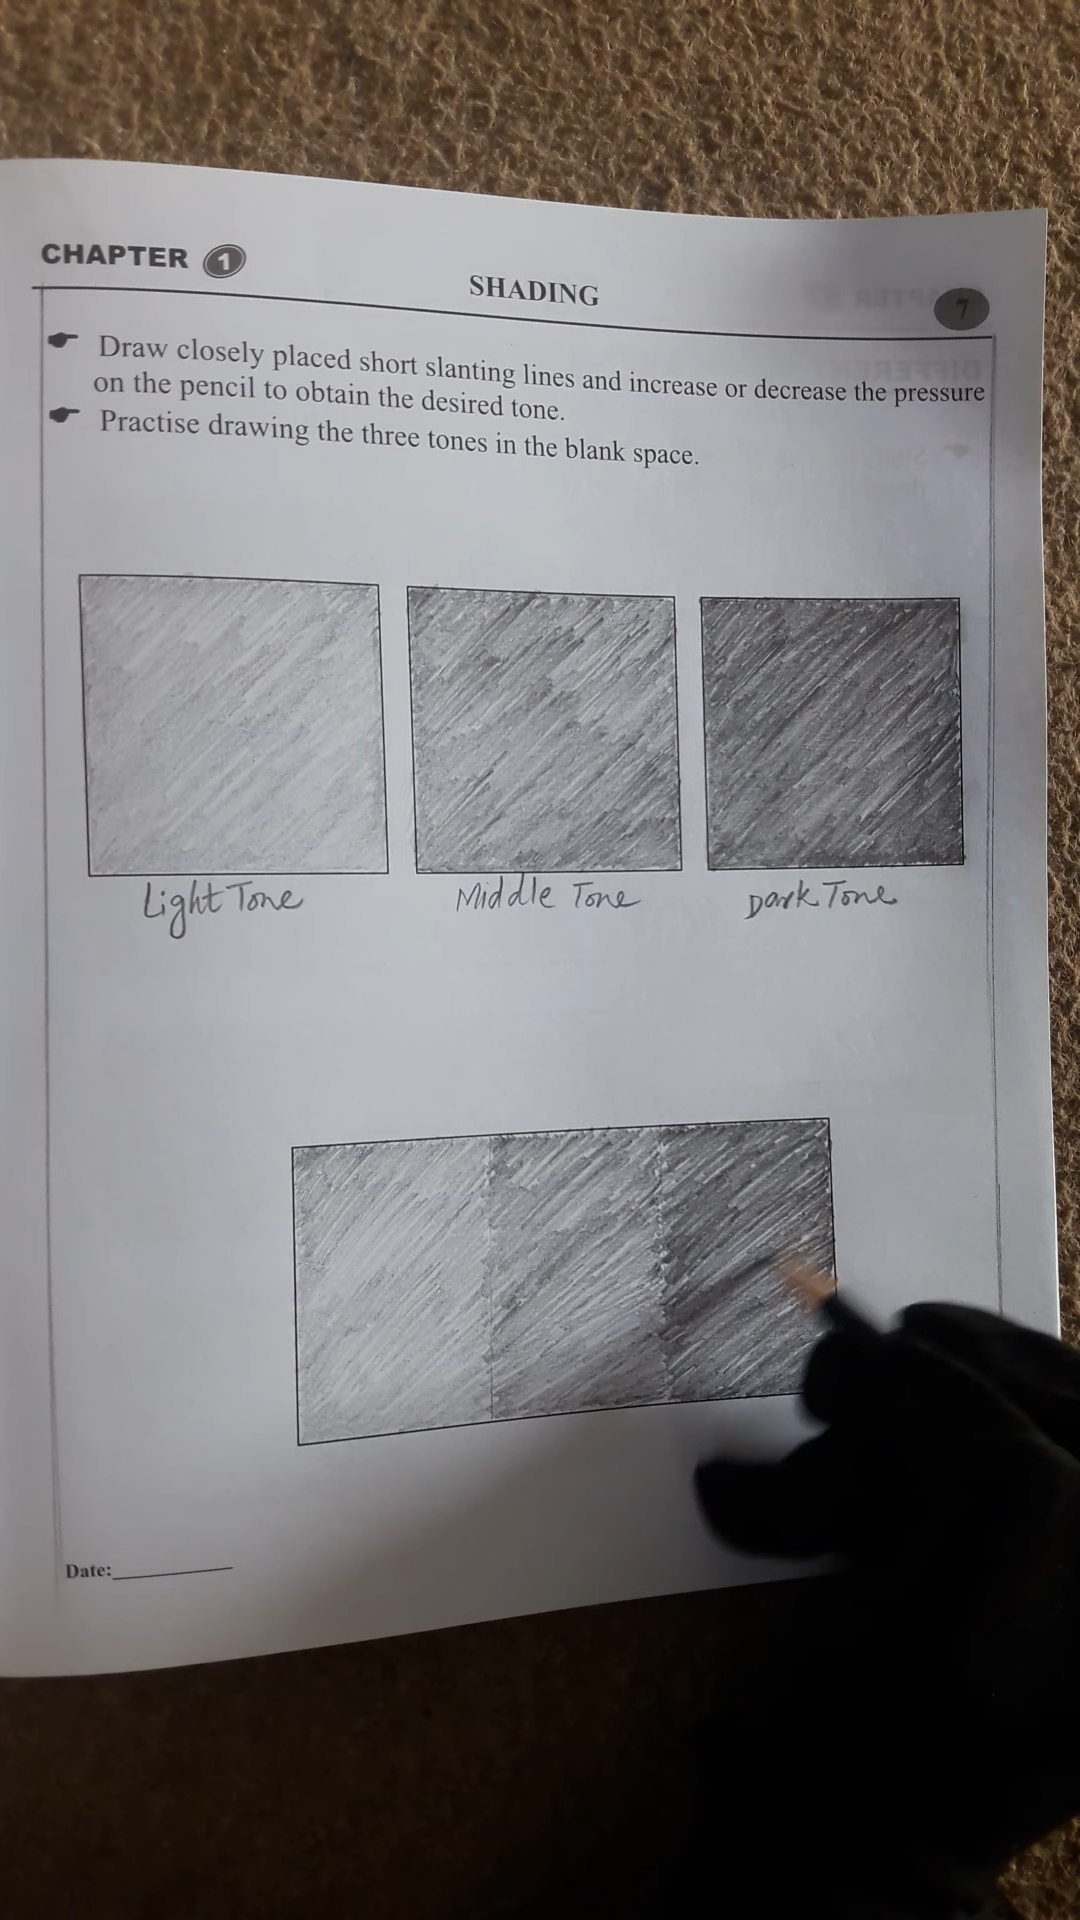 CHAPTER 1
SHADING
7
Draw closely placed short slanting lines and increase or decrease the pressure
on the pencil to obtain the desired tone.
Practise drawing the three tones in the blank space.
Light Tone
Middle Tone
Dark Tone
Date: